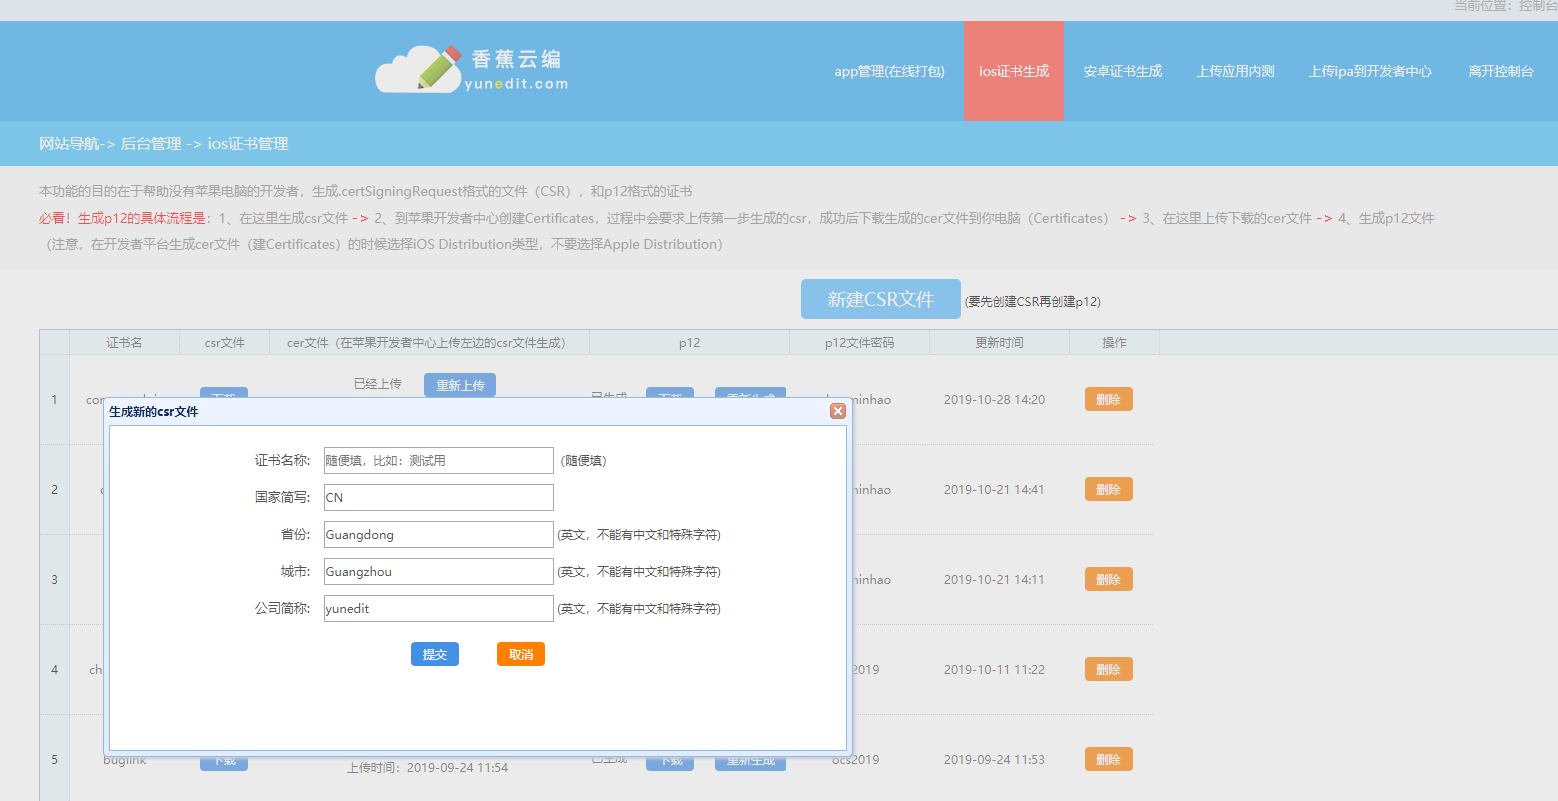 当前位置：控制台
香蕉云编
yunedit.com
app管理(在线打包)
ios证书生成
安卓证书生成
上传应用内测
上传ipa到开发者中心
离开控制台
网站导航-> 后台管理 -> ios证书管理
本功能的目的在于帮助没有苹果电脑的开发者，生成.certSigningRequest格式的文件（CSR），和p12格式的证书
必看！生成p12的具体流程是：1、在这里生成csr文件 -> 2、到苹果开发者中心创建Certificates，过程中会要求上传第一步生成的csr，成功后下载生成的cer文件到你电脑（Certificates） -> 3、在这里上传下载的cer文件 -> 4、生成p12文件
（注意，在开发者平台生成cer文件（建Certificates）的时候选择iOS Distribution类型，不要选择Apple Distribution）
新建CSR文件 (要先创建CSR再创建p12)
证书名 csr文件 cer文件（在苹果开发者中心上传左边的csr文件生成） p12 p12文件密码 更新时间 操作
已经上传 重新上传
1 下载 已生成 下载 重新生成 minhao 2019-10-28 14:20 删除
生成新的csr文件
证书名称: 随便填，比如：测试用 (随便填)
2 国家简写: CN minhao 2019-10-21 14:41 删除
省份: Guangdong (英文，不能有中文和特殊字符)
城市: Guangzhou (英文，不能有中文和特殊字符)
3 minhao 2019-10-21 14:11 删除
公司简称: yunedit (英文，不能有中文和特殊字符)
提交 取消
4 ch 2019 2019-10-11 11:22 删除
5 buglink 下载 已生成 下载 重新生成 ocs2019 2019-09-24 11:53 删除
上传时间：2019-09-24 11:54